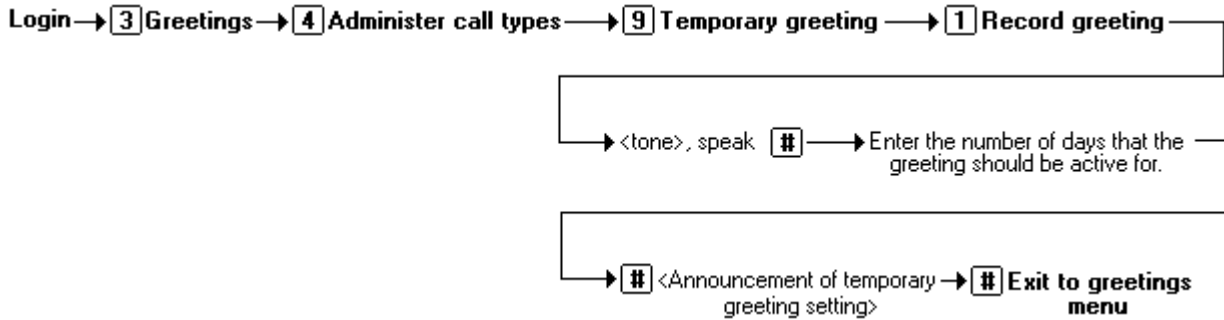 Login 3 Greetings 4 Administer call types 9 Temporary greeting 1 Record greeting
<tone>, speak # Enter the number of days that the
greeting should be active for.
# <Announcement of temporary # Exit to greetings
greeting setting> menu